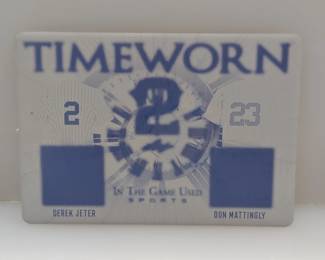 TIMEWORN
2 2 23
IN THE GAME USED
SPORTS
DEREK JETER DON MATTINGLY